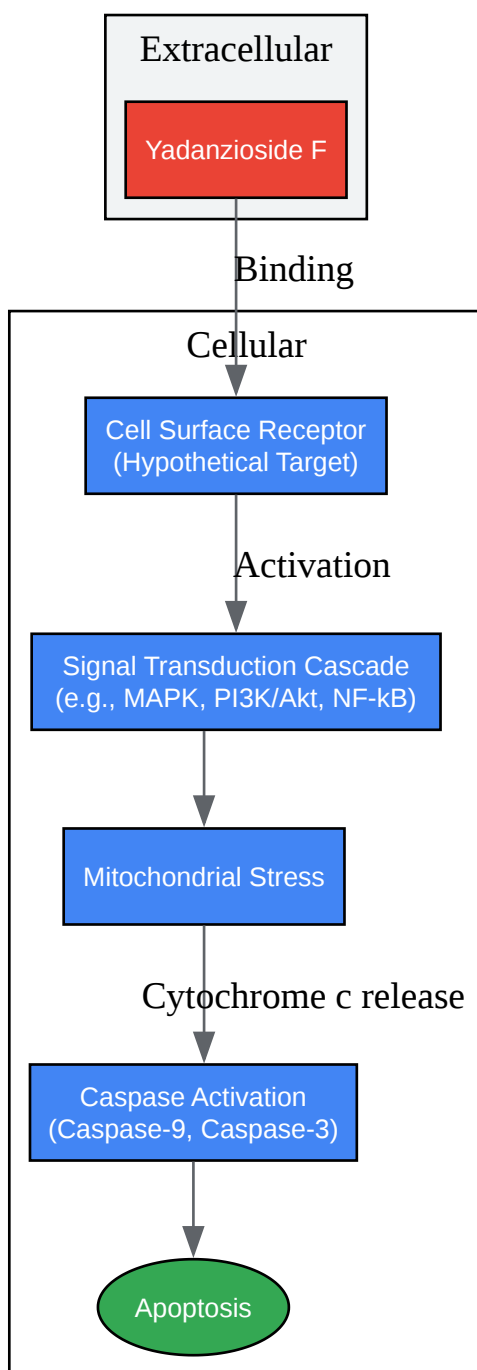 Extracellular
Yadanzioside F
Binding
Cellular
Cell Surface Receptor
(Hypothetical Target)
Activation
Signal Transduction Cascade
(e.g., MAPK, PI3K/Akt, NF-kB)
Mitochondrial Stress
Cytochrome c release
Caspase Activation
(Caspase-9, Caspase-3)
Apoptosis